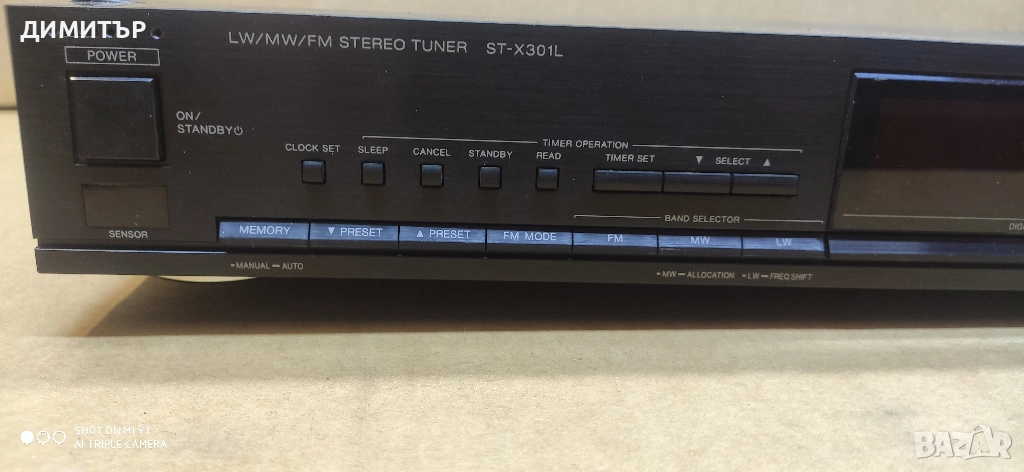 ДИМИТЪР
LW/MW/FM STEREO TUNER ST-X301L
POWER
ON/
STANDBY
TIMER OPERATION
CLOCK SET SLEEP CANCEL STANDBY READ TIMER SET ▼ SELECT ▲
SENSOR
BAND SELECTOR
MEMORY ▼ PRESET ▲ PRESET FM MODE FM MW LW
•MANUAL—AUTO •MW—ALLOCATION •LW—FREQ SHIFT
SHOT ON MI 9T
AI TRIPLE CAMERA
BAZAR